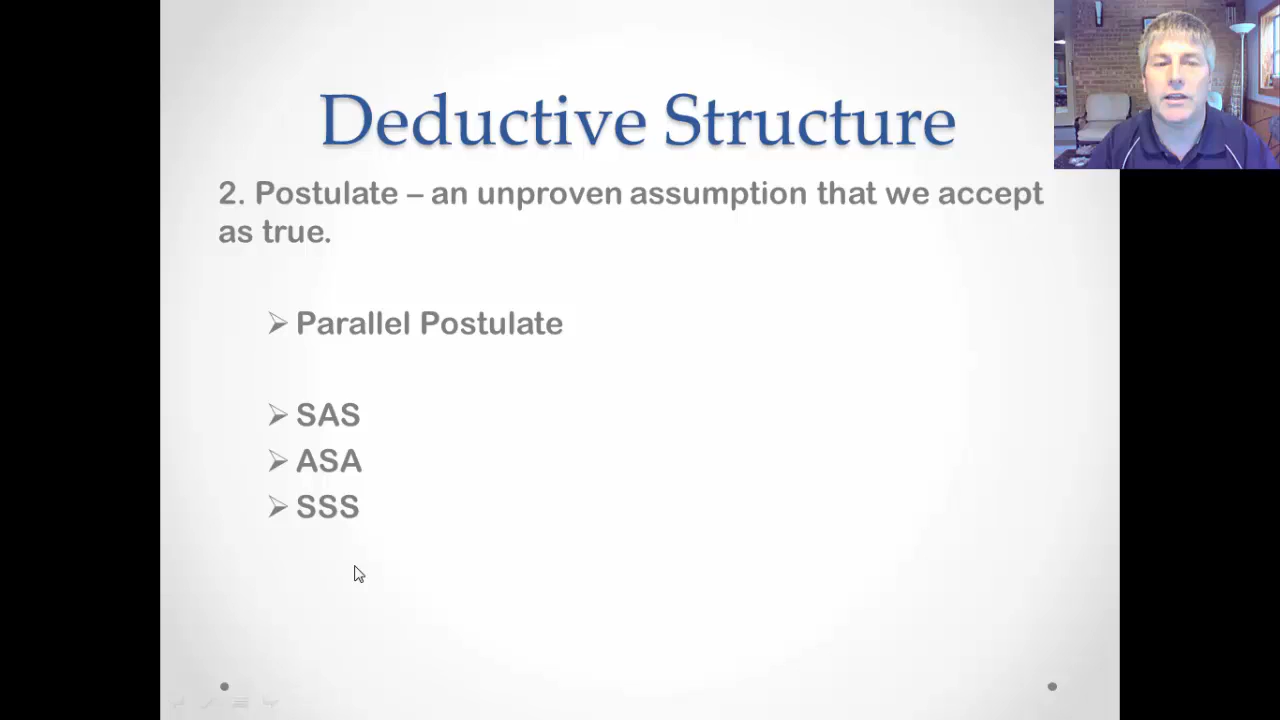 Deductive Structure
2. Postulate – an unproven assumption that we accept
as true.
Parallel Postulate
SAS
ASA
SSS